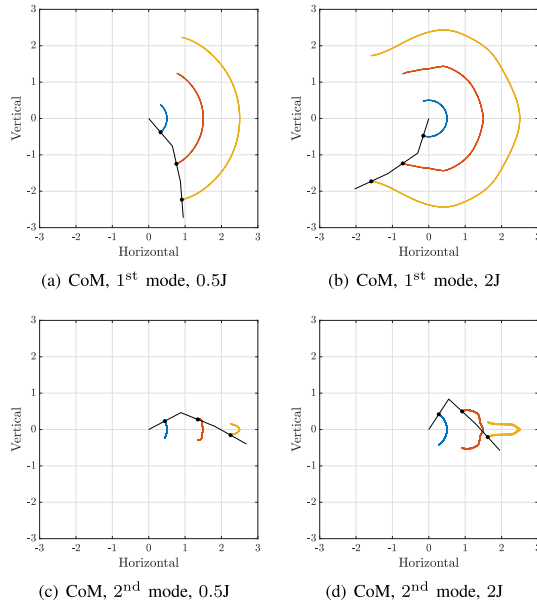 3
2
1
0
-1
-2
-3
-3 -2 -1 0 1 2 3
Vertical
Horizontal
(a) CoM, 1st mode, 0.5J
3
2
1
0
-1
-2
-3
-3 -2 -1 0 1 2 3
Vertical
Horizontal
(b) CoM, 1st mode, 2J
3
2
1
0
-1
-2
-3
-3 -2 -1 0 1 2 3
Vertical
Horizontal
(c) CoM, 2nd mode, 0.5J
3
2
1
0
-1
-2
-3
-3 -2 -1 0 1 2 3
Vertical
Horizontal
(d) CoM, 2nd mode, 2J